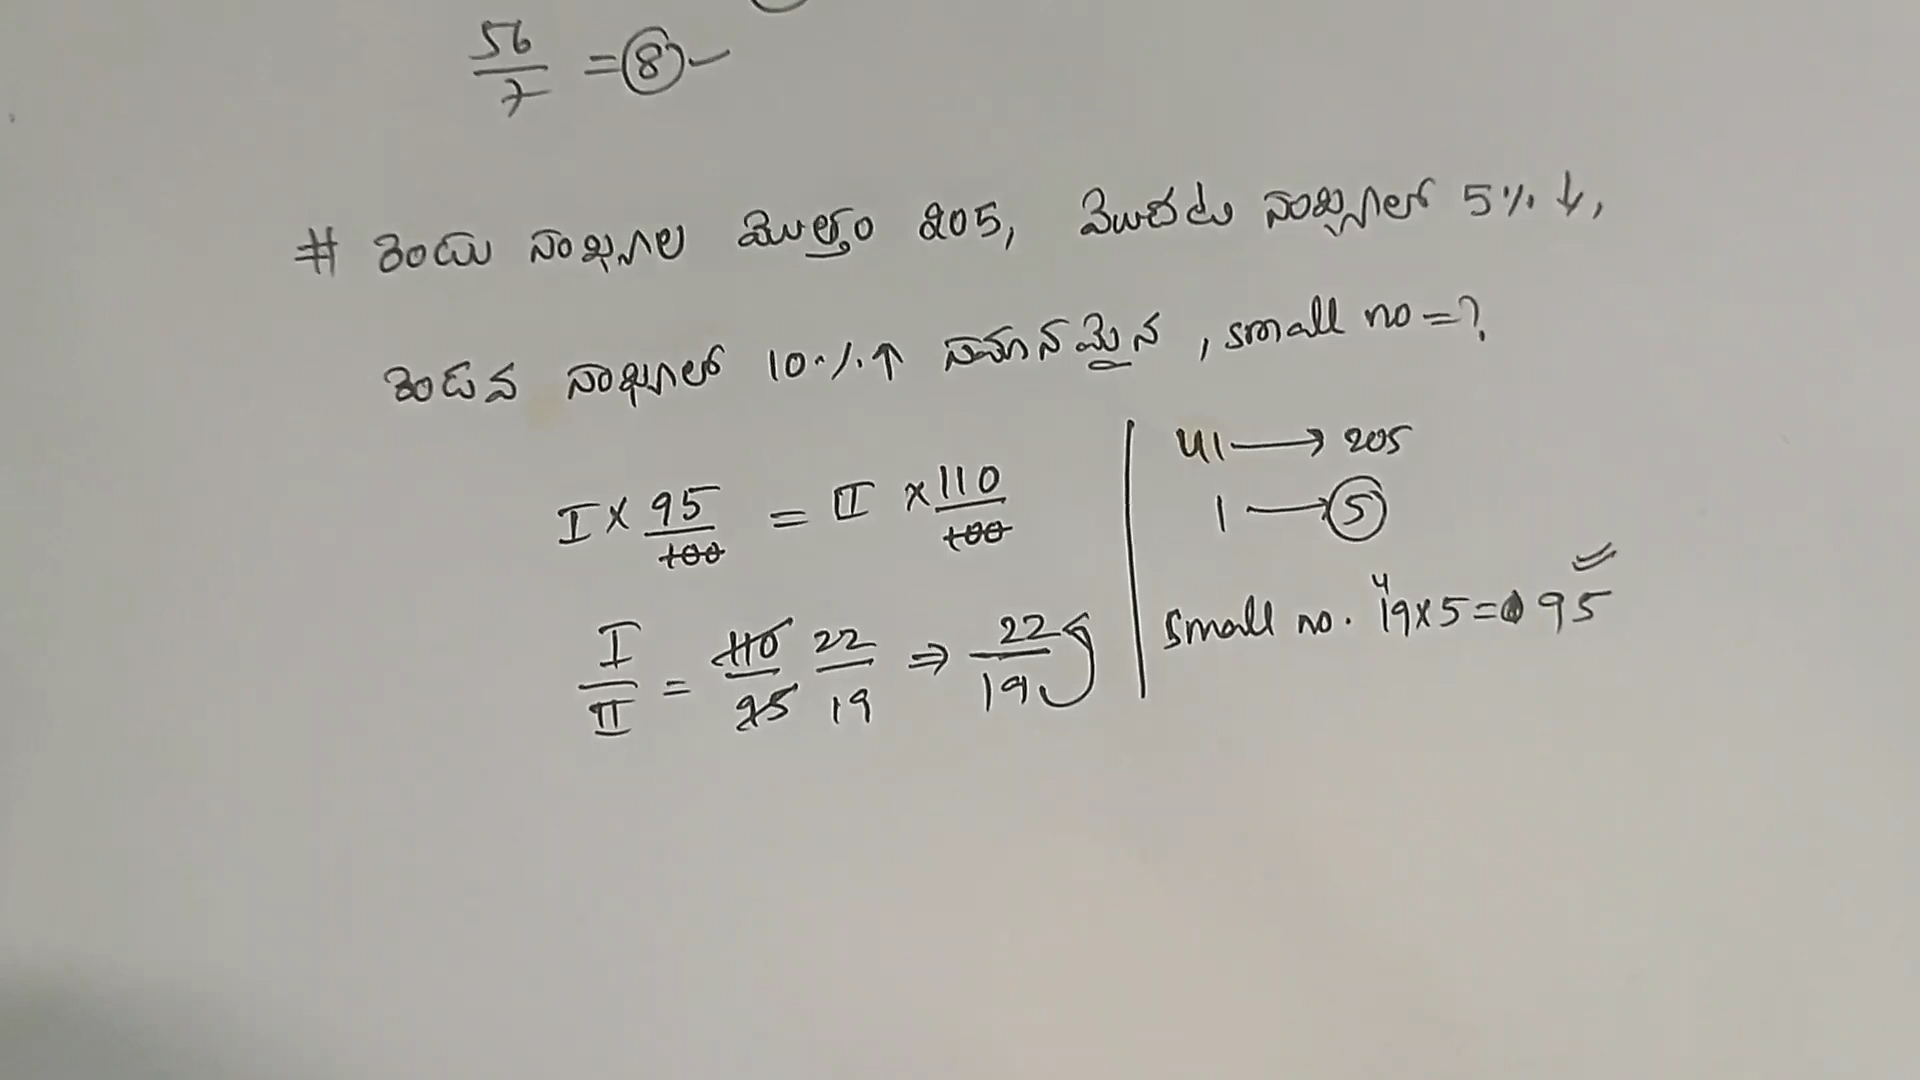 56/7 = 8
# రెండు సంఖ్యల మొత్తం 205, మొదటి సంఖ్యలో 5% ↓,
రెండవ సంఖ్యలో 10% ↑ సమానమైన, small no = ?
I × 95/100 = II × 110/100
I/II = 110/95 22/19 ⇒ 22/19
41 → 205
1 → 5
small no. 19×5 = 95